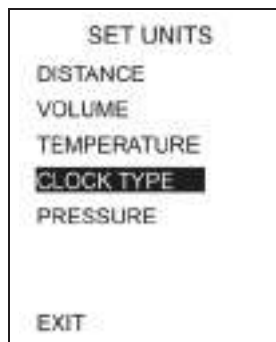 SET UNITS
DISTANCE
VOLUME
TEMPERATURE
CLOCK TYPE
PRESSURE
EXIT